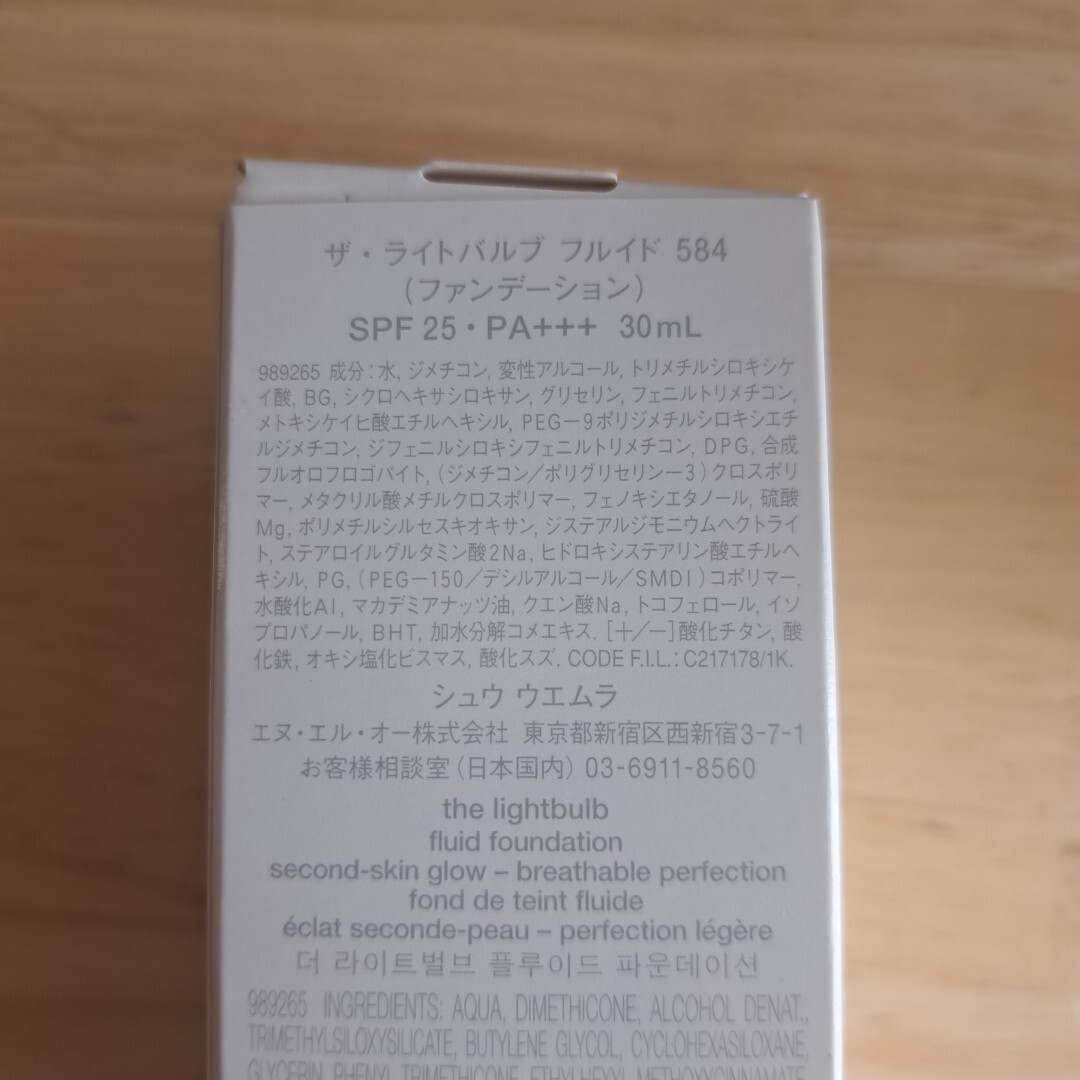 ザ・ライトバルブ フルイド 584
(ファンデーション)
SPF 25・PA+++ 30mL
989265 成分:水, ジメチコン, 変性アルコール, トリメチルシロキシケ
イ酸, BG, シクロヘキサシロキサン, グリセリン, フェニルトリメチコン,
メトキシケイヒ酸エチルヘキシル, PEG-9ポリジメチルシロキシエチ
ルジメチコン, ジフェニルシロキシフェニルトリメチコン, DPG, 合成
フルオロフロゴパイト, (ジメチコン/ポリグリセリン-3)クロスポリ
マー, メタクリル酸メチルクロスポリマー, フェノキシエタノール, 硫酸
Mg, ポリメチルシルセスキオキサン, ジステアルジモニウムヘクトライ
ト, ステアロイルグルタミン酸2Na, ヒドロキシステアリン酸エチルヘ
キシル, PG, (PEG-150/デシルアルコール/SMDI)コポリマー,
水酸化Al, マカデミアナッツ油, クエン酸Na, トコフェロール, イソ
プロパノール, BHT, 加水分解コメエキス. [+/-]酸化チタン, 酸
化鉄, オキシ塩化ビスマス, 酸化スズ. CODE F.I.L.: C217178/1K.
シュウ ウエムラ
エヌ・エル・オー株式会社 東京都新宿区西新宿3-7-1
お客様相談室(日本国内) 03-6911-8560
the lightbulb
fluid foundation
second-skin glow – breathable perfection
fond de teint fluide
éclat seconde-peau – perfection légère
더 라이트벌브 플루이드 파운데이션
989265 INGREDIENTS: AQUA, DIMETHICONE, ALCOHOL DENAT.,
TRIMETHYLSILOXYSILICATE, BUTYLENE GLYCOL, CYCLOHEXASILOXANE,
GLYCERIN, PHENYL TRIMETHICONE, ETHYLHEXYL METHOXYCINNAMATE